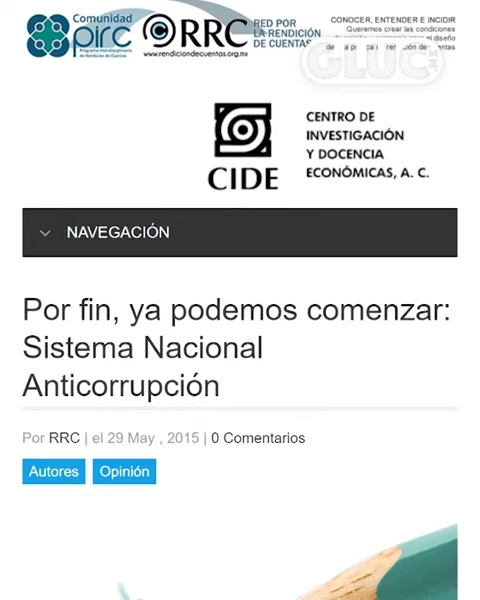 Comunidad
pirc
Programa Interdisciplinario
de Rendición de Cuentas
RRC
www.rendiciondecuentas.org.mx
RED POR
LA RENDICIÓN
DE CUENTAS
CONOCER, ENTENDER E INCIDIR
Queremos crear las condiciones
GLUC.MX
CIDE
CENTRO DE
INVESTIGACIÓN
Y DOCENCIA
ECONÓMICAS, A. C.
NAVEGACIÓN
Por fin, ya podemos comenzar:
Sistema Nacional
Anticorrupción
Por RRC | el 29 May , 2015 | 0 Comentarios
Autores Opinión